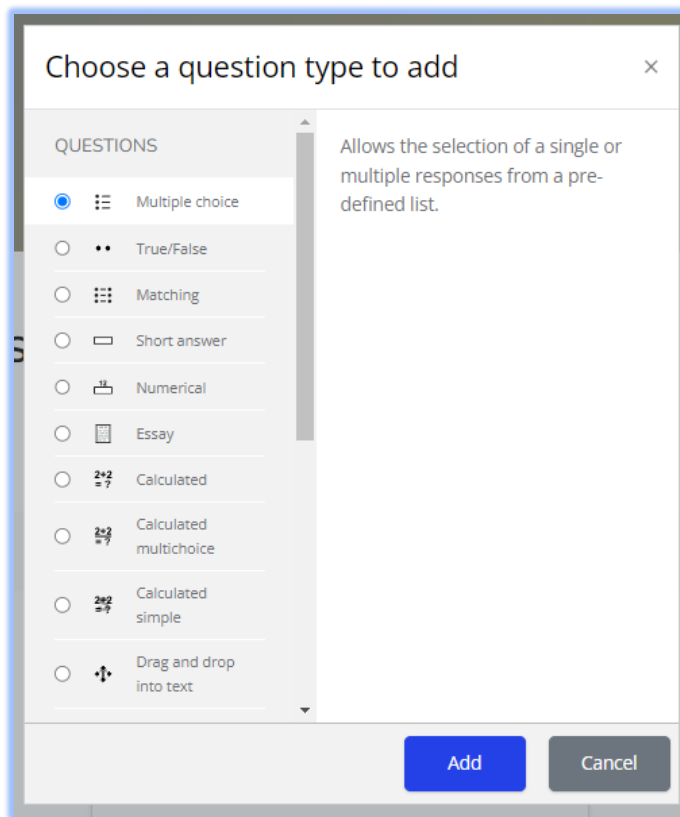 Choose a question type to add
×
QUESTIONS
Multiple choice
True/False
Matching
Short answer
12
Numerical
Essay
2+2
= ?
Calculated
2+2
= ?
Calculated
multichoice
2+2
= ?
Calculated
simple
Drag and drop
into text
Allows the selection of a single or
multiple responses from a pre-
defined list.
Add
Cancel